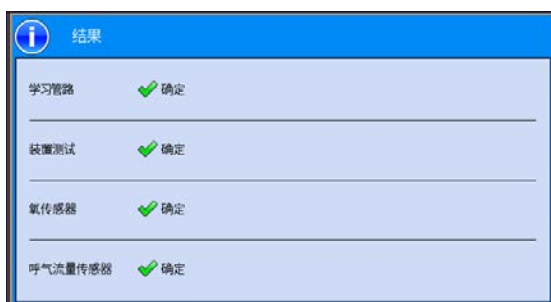 结果
学习管路 确定
装置测试 确定
氧传感器 确定
呼气流量传感器 确定